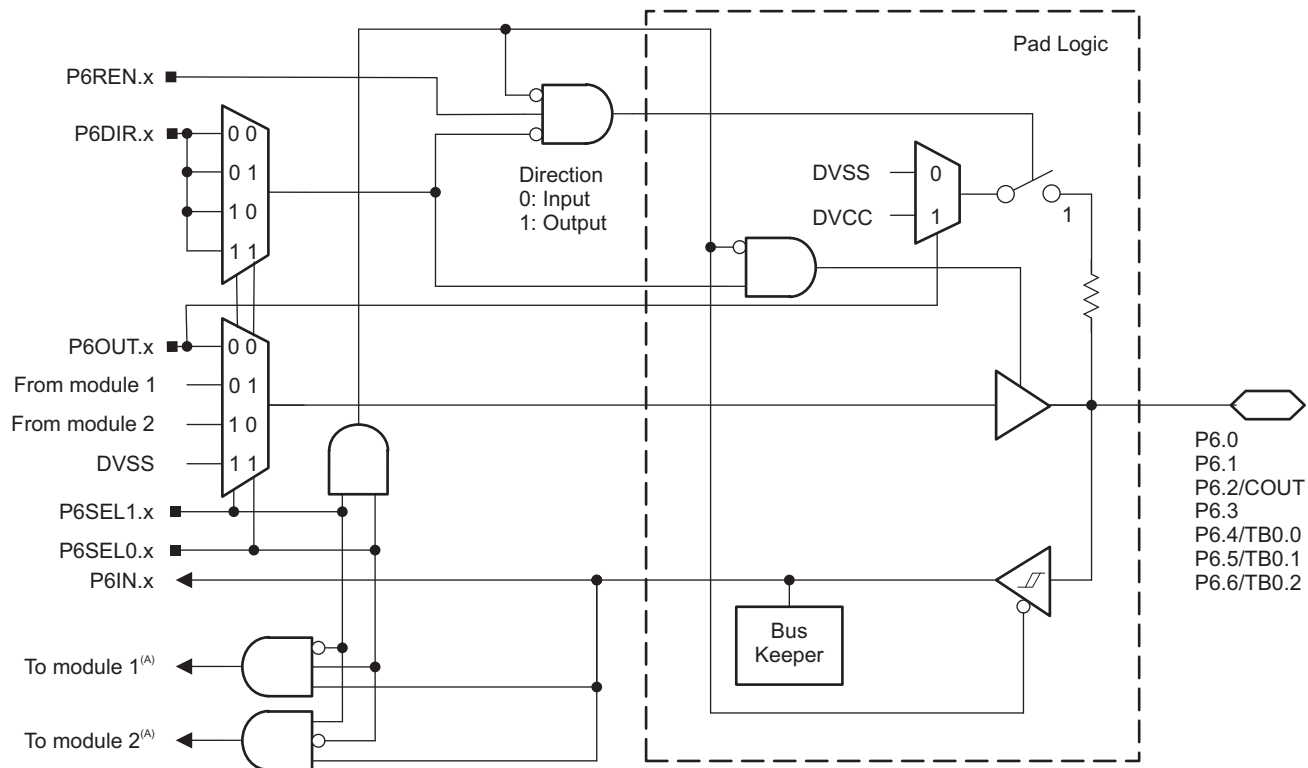 Pad Logic
P6REN.x
P6DIR.x
0 0
0 1
1 0
1 1
Direction
0: Input
1: Output
DVSS
0
DVCC
1
1
P6OUT.x
0 0
From module 1
0 1
From module 2
1 0
DVSS
1 1
P6SEL1.x
P6SEL0.x
P6IN.x
Bus
Keeper
To module 1(A)
To module 2(A)
P6.0
P6.1
P6.2/COUT
P6.3
P6.4/TB0.0
P6.5/TB0.1
P6.6/TB0.2